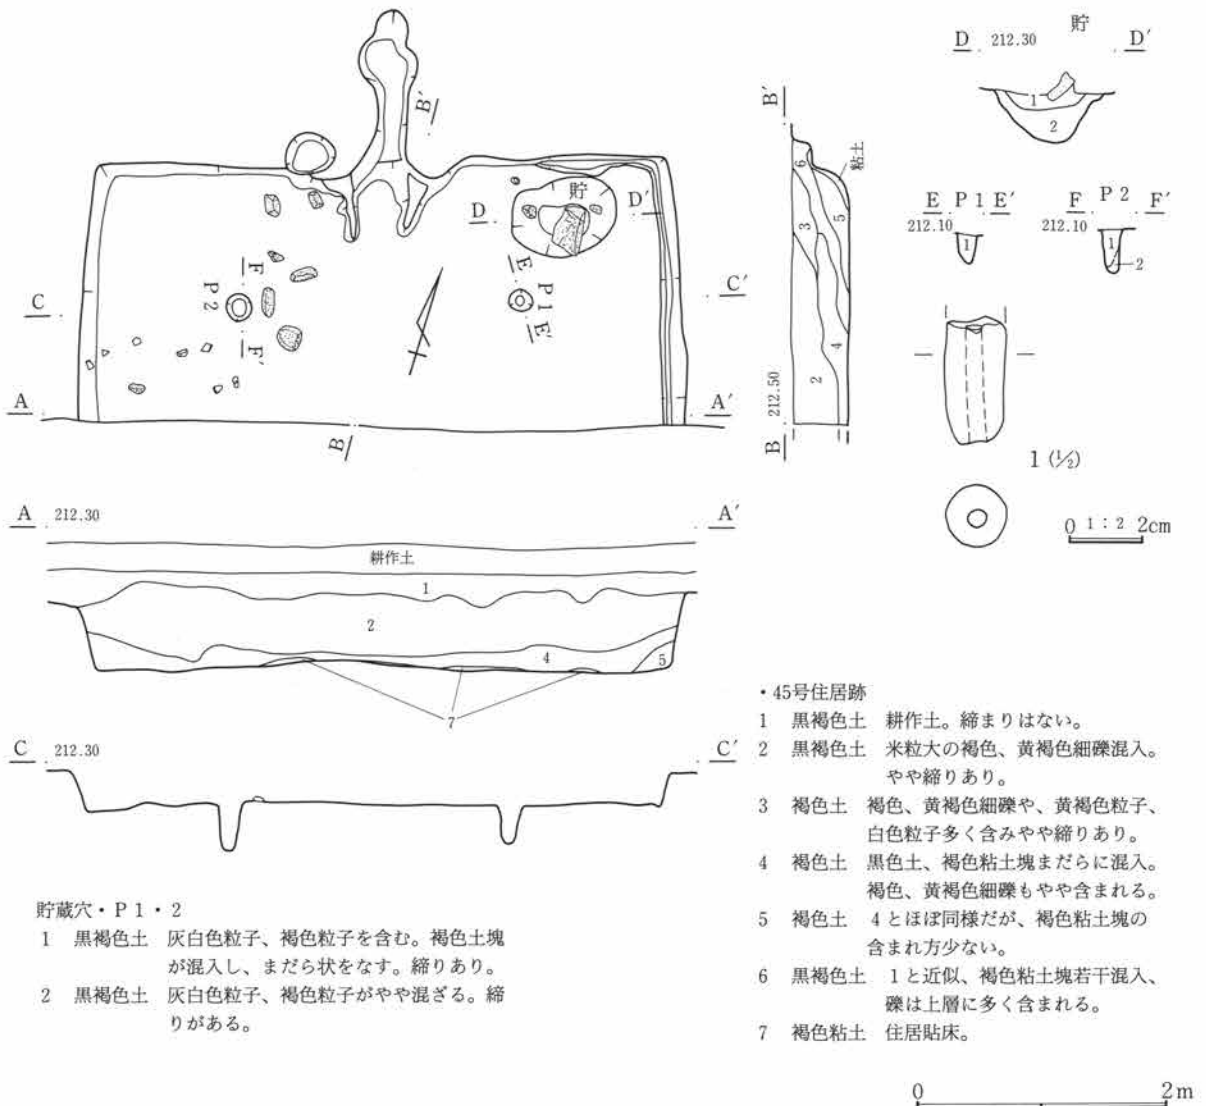 貯
D 212.30 D′
1
2
B′
B′
粘土
6
5
3
4
2
212.50
B
貯
D D′
E P1 E′
F P2 F′
C C′
A A′
B
E P1 E′
212.10
1
F P2 F′
212.10
1
2
1 (½)
0 1:2 2cm
A 212.30 A′
耕作土
1
2
4
5
7
C 212.30 C′
貯蔵穴・P1・2
1 黒褐色土 灰白色粒子、褐色粒子を含む。褐色土塊
が混入し、まだら状をなす。締りあり。
2 黒褐色土 灰白色粒子、褐色粒子がやや混ざる。締
りがある。
・45号住居跡
1 黒褐色土 耕作土。締まりはない。
2 黒褐色土 米粒大の褐色、黄褐色細礫混入。
やや締りあり。
3 褐色土 褐色、黄褐色細礫や、黄褐色粒子、
白色粒子多く含みやや締りあり。
4 褐色土 黒色土、褐色粘土塊まだらに混入。
褐色、黄褐色細礫もやや含まれる。
5 褐色土 4とほぼ同様だが、褐色粘土塊の
含まれ方少ない。
6 黒褐色土 1と近似、褐色粘土塊若干混入、
礫は上層に多く含まれる。
7 褐色粘土 住居貼床。
0 2m